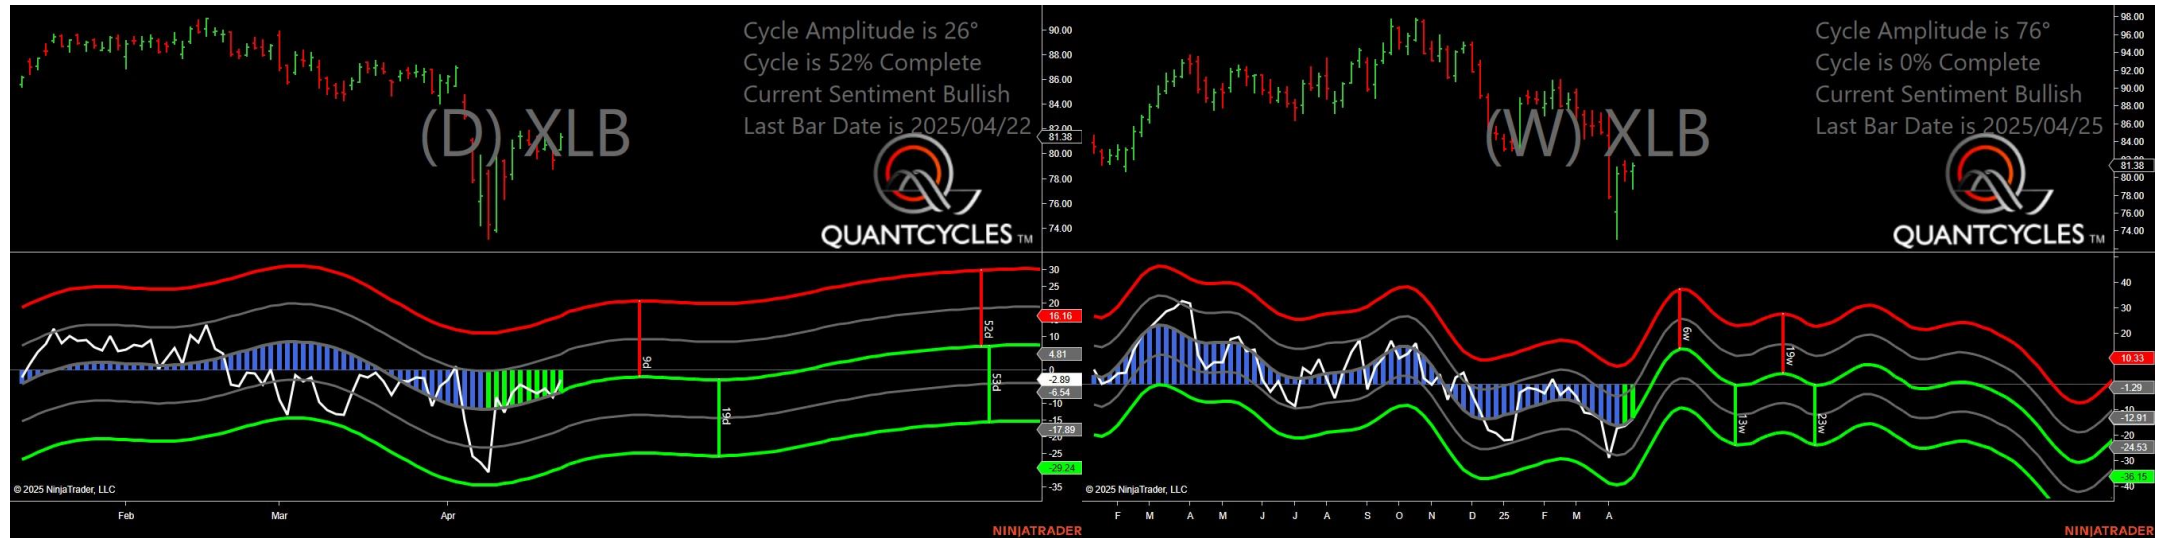 Cycle Amplitude is 26°
Cycle is 52% Complete
Current Sentiment Bullish
Last Bar Date is 2025/04/22
(D) XLB
QUANTCYCLES TM
90.00
88.00
86.00
84.00
82.00
81.38
80.00
78.00
76.00
74.00
30
25
20
16.16
10
4.81
0
-2.89
-6.54
-10
-15
-17.89
-20
-25
-29.24
-35
9d
19d
52d
53d
© 2025 NinjaTrader, LLC
Feb
Mar
Apr
NINJATRADER
Cycle Amplitude is 76°
Cycle is 0% Complete
Current Sentiment Bullish
Last Bar Date is 2025/04/25
(W) XLB
QUANTCYCLES TM
98.00
96.00
94.00
92.00
90.00
88.00
86.00
84.00
81.38
80.00
78.00
76.00
74.00
40
30
20
10.33
-1.29
-10
-12.91
-20
-24.53
-30
-36.15
-40
6w
13w
19w
23w
© 2025 NinjaTrader, LLC
F
M
A
M
J
J
A
S
O
N
D
25
F
M
A
NINJATRADER